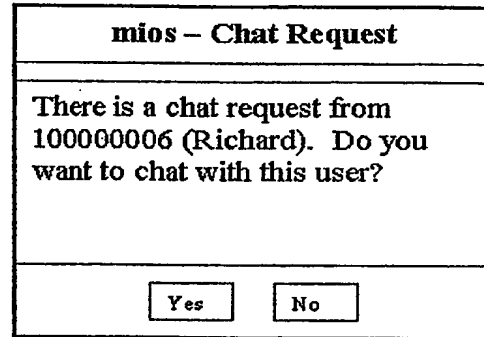 mios – Chat Request
There is a chat request from
100000006 (Richard). Do you
want to chat with this user?
Yes
No